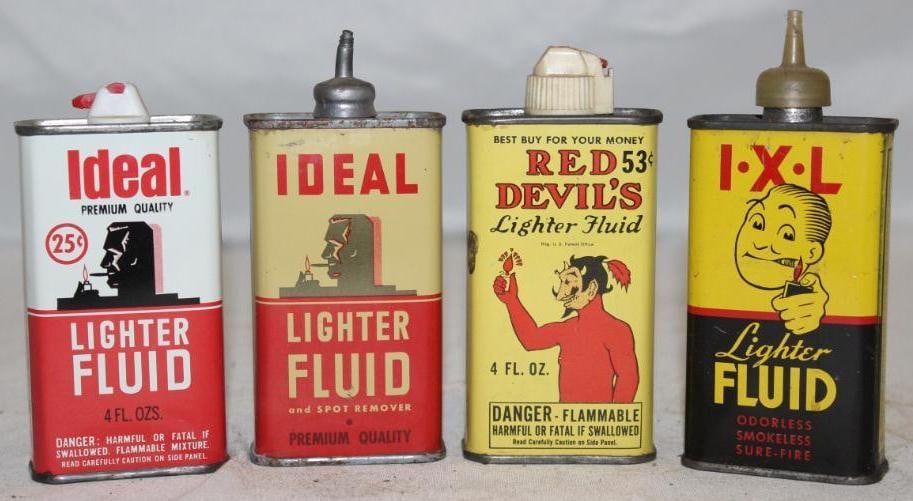 Ideal®
PREMIUM QUALITY
25¢
LIGHTER
FLUID
4 FL. OZS.
DANGER: HARMFUL OR FATAL IF
SWALLOWED. FLAMMABLE MIXTURE.
READ CAREFULLY CAUTION ON SIDE PANEL.
IDEAL
LIGHTER
FLUID
and SPOT REMOVER
PREMIUM QUALITY
BEST BUY FOR YOUR MONEY
RED 53¢
DEVIL'S
Lighter Fluid
U.S. Patent Office
4 FL. OZ.
DANGER - FLAMMABLE
HARMFUL OR FATAL IF SWALLOWED
Read Carefully Caution on Side Panel.
I·X·L
Lighter
FLUID
ODORLESS
SMOKELESS
SURE-FIRE